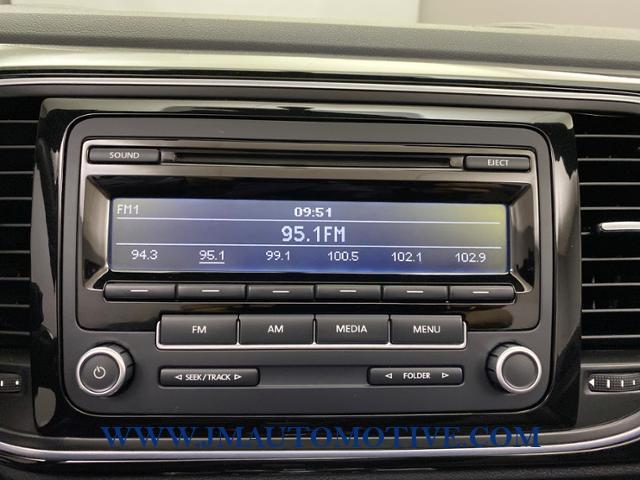 SOUND EJECT
FM1 09:51
95.1FM
94.3 95.1 99.1 100.5 102.1 102.9
FM AM MEDIA MENU
◁ SEEK/TRACK ▷ ◁ FOLDER ▷
WWW.JMAUTOMOTIVE.COM